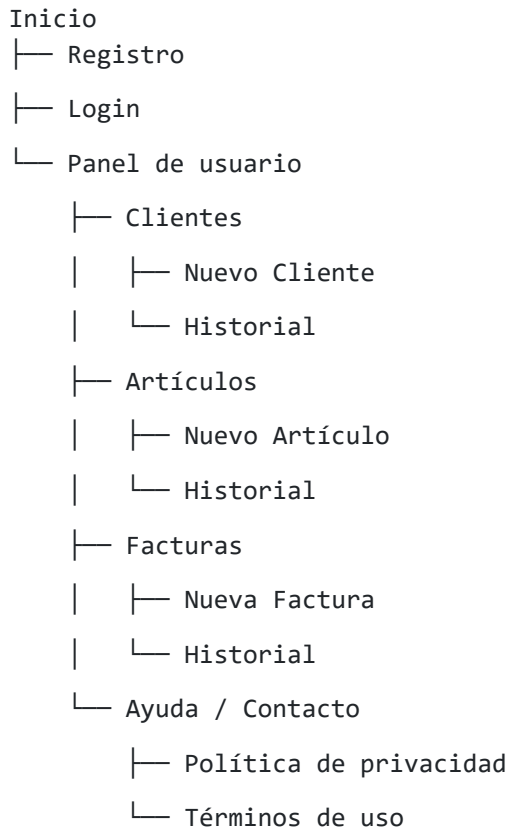 Inicio
├── Registro
├── Login
└── Panel de usuario
    ├── Clientes
    │   ├── Nuevo Cliente
    │   └── Historial
    ├── Artículos
    │   ├── Nuevo Artículo
    │   └── Historial
    ├── Facturas
    │   ├── Nueva Factura
    │   └── Historial
    └── Ayuda / Contacto
        ├── Política de privacidad
        └── Términos de uso